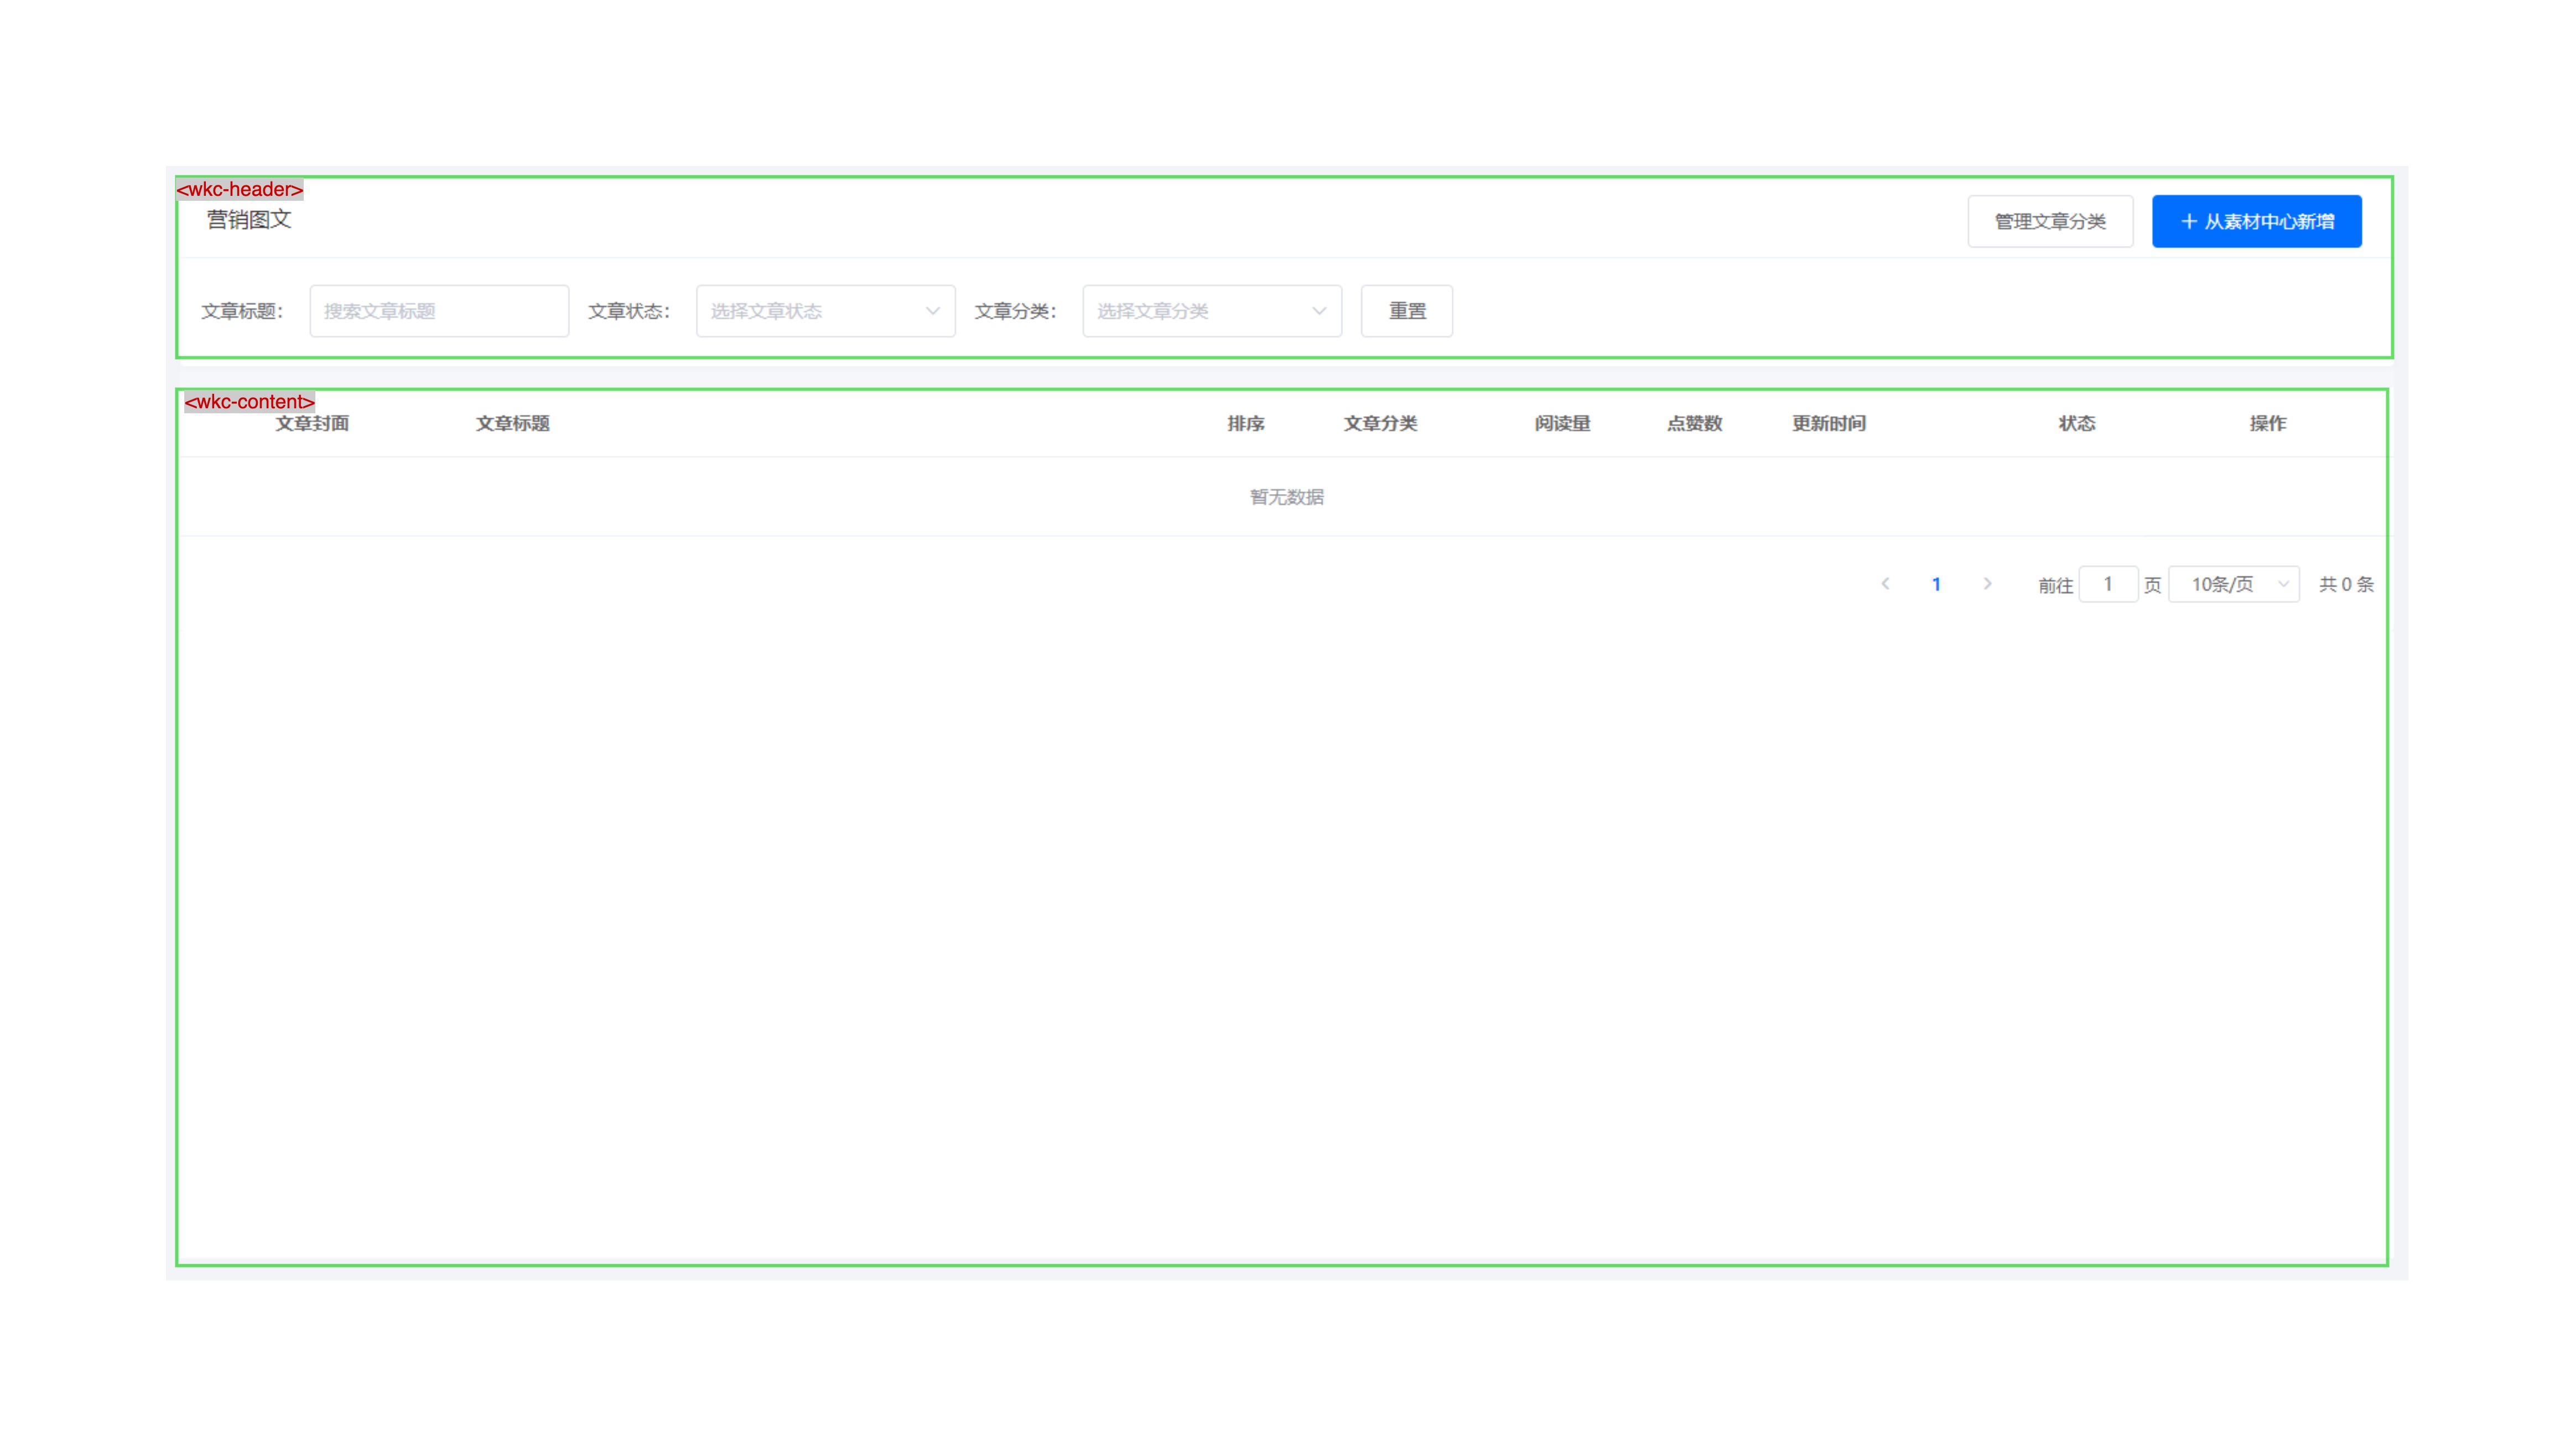 <wkc-header>
营销图文
管理文章分类
+ 从素材中心新增
文章标题： 搜索文章标题 文章状态： 选择文章状态 文章分类： 选择文章分类 重置
<wkc-content>
文章封面 文章标题 排序 文章分类 阅读量 点赞数 更新时间 状态 操作
暂无数据
< 1 > 前往 1 页 10条/页 共 0 条